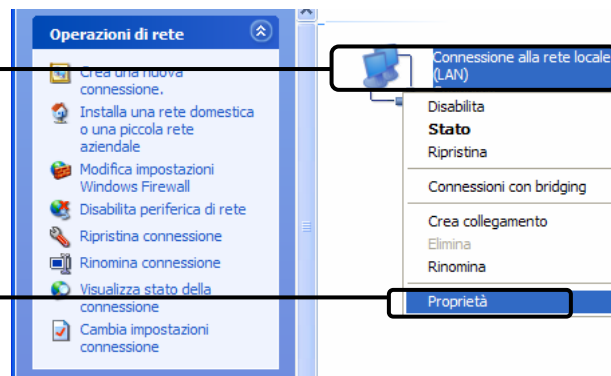 Operazioni di rete
Crea una nuova
connessione.
Installa una rete domestica
o una piccola rete
aziendale
Modifica impostazioni
Windows Firewall
Disabilita periferica di rete
Ripristina connessione
Rinomina connessione
Visualizza stato della
connessione
Cambia impostazioni
connessione
Connessione alla rete locale
(LAN)
Disabilita
Stato
Ripristina
Connessioni con bridging
Crea collegamento
Elimina
Rinomina
Proprietà